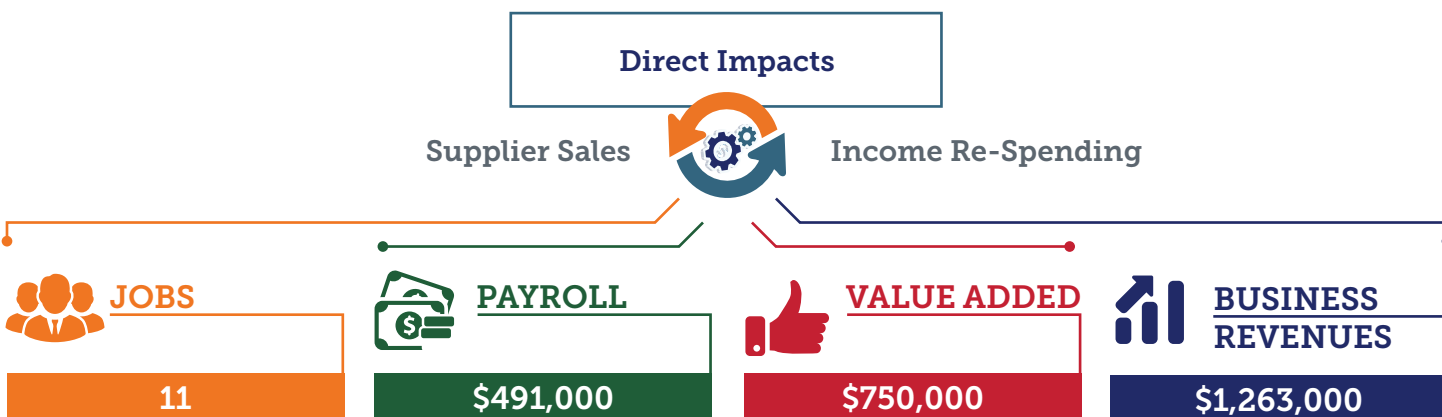 Direct Impacts
Supplier Sales
Income Re-Spending
JOBS
11
PAYROLL
$491,000
VALUE ADDED
$750,000
BUSINESS
REVENUES
$1,263,000